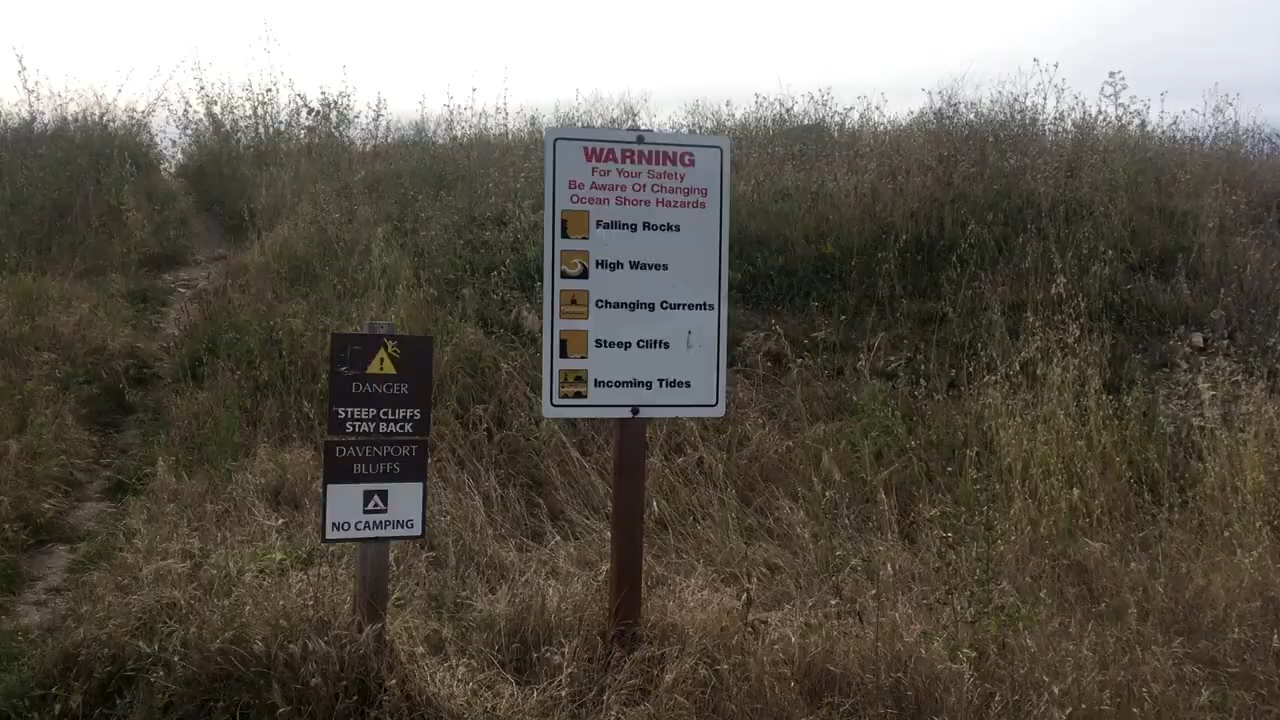 WARNING
For Your Safety
Be Aware Of Changing
Ocean Shore Hazards
Falling Rocks
High Waves
Changing Currents
Steep Cliffs
Incoming Tides
DANGER
STEEP CLIFFS
STAY BACK
DAVENPORT
BLUFFS
NO CAMPING